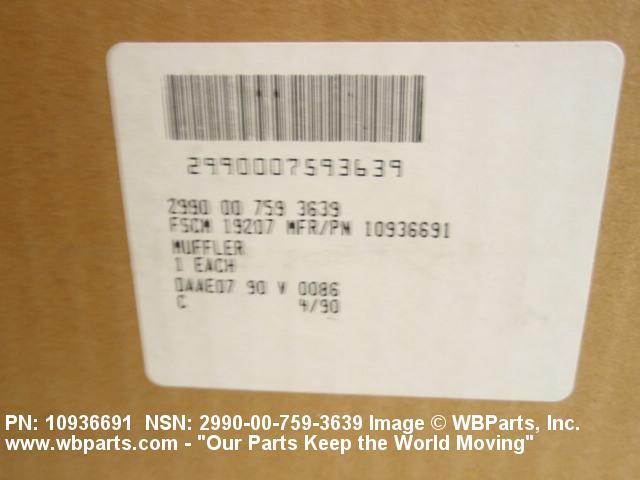 2990007593639
2990 00 759 3639
FSCM 19207 MFR/PN 10936691
MUFFLER
1 EACH
DAAE07 90 V 0086
C 4/90
PN: 10936691 NSN: 2990-00-759-3639 Image © WBParts, Inc.
www.wbparts.com - "Our Parts Keep the World Moving"